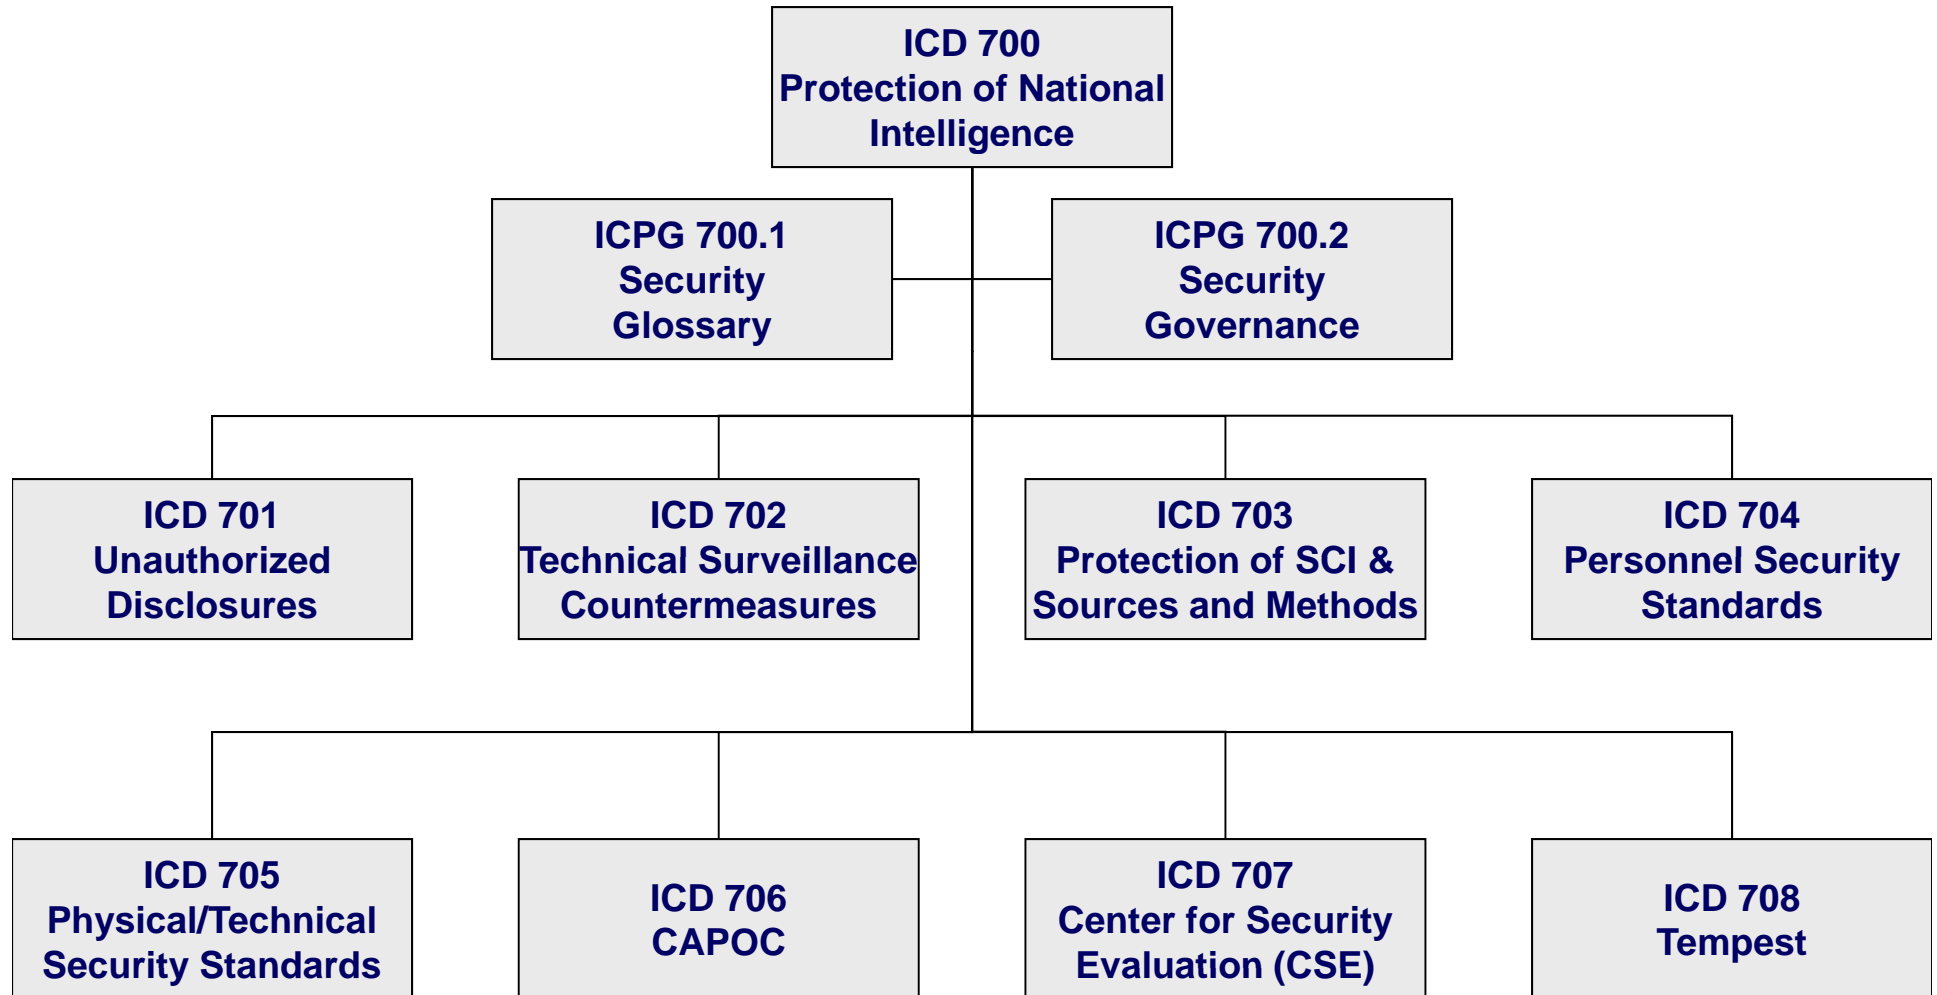 ICD 700
Protection of National
Intelligence
ICPG 700.1
Security
Glossary
ICPG 700.2
Security
Governance
ICD 701
Unauthorized
Disclosures
ICD 702
Technical Surveillance
Countermeasures
ICD 703
Protection of SCI &
Sources and Methods
ICD 704
Personnel Security
Standards
ICD 705
Physical/Technical
Security Standards
ICD 706
CAPOC
ICD 707
Center for Security
Evaluation (CSE)
ICD 708
Tempest